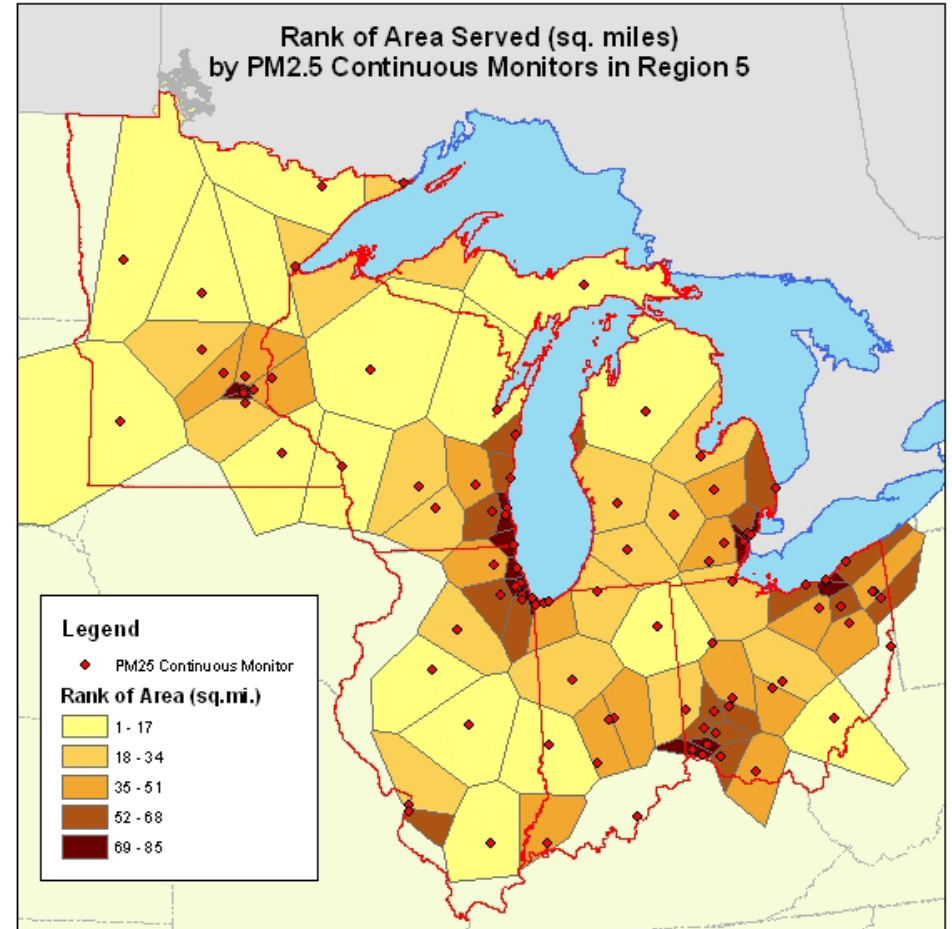 Rank of Area Served (sq. miles)
by PM2.5 Continuous Monitors in Region 5
Legend
PM25 Continuous Monitor
Rank of Area (sq.mi.)
1 - 17
18 - 34
35 - 51
52 - 68
69 - 85